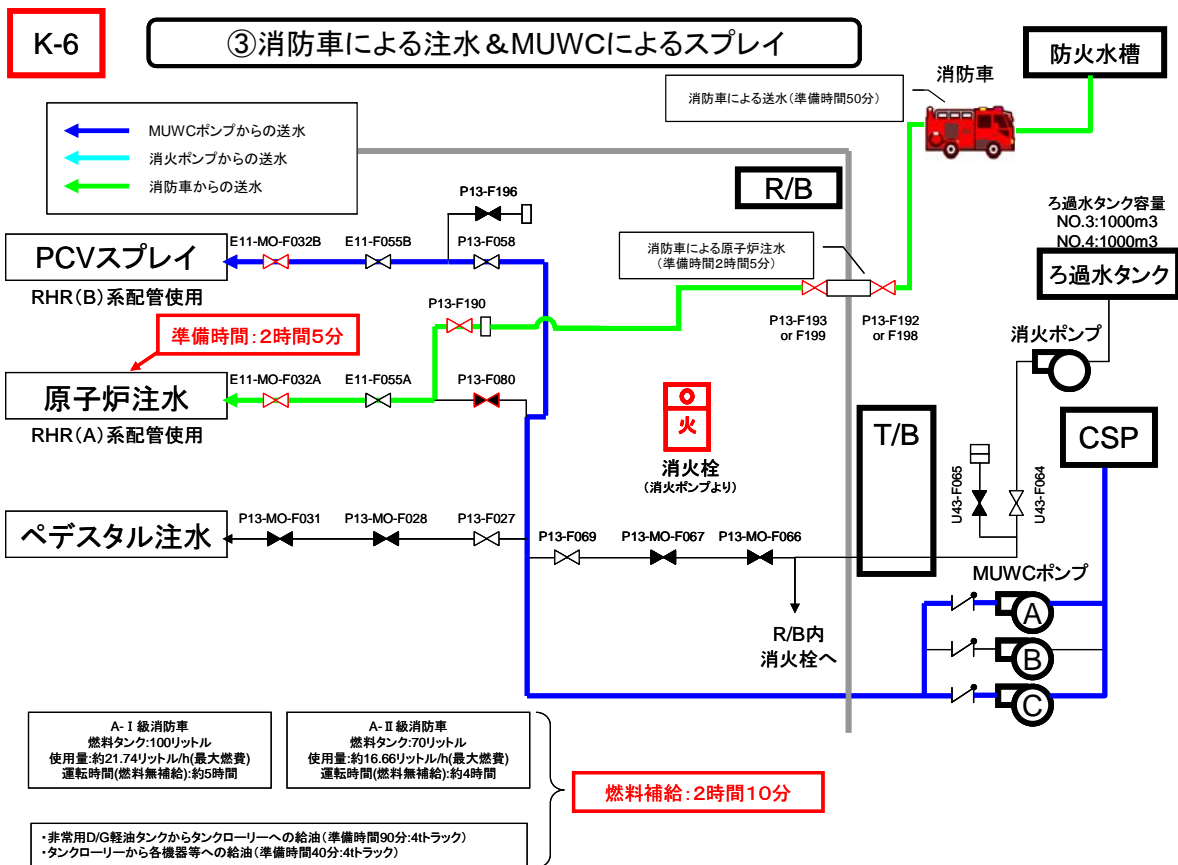 K-6
③消防車による注水＆MUWCによるスプレイ
防火水槽
消防車
消防車による送水（準備時間50分）
MUWCポンプからの送水
消火ポンプからの送水
消防車からの送水
P13-F196
R/B
ろ過水タンク容量
NO.3:1000m3
NO.4:1000m3
ろ過水タンク
PCVスプレイ
E11-MO-F032B
E11-F055B
P13-F058
RHR（B）系配管使用
消防車による原子炉注水
（準備時間2時間5分）
P13-F190
P13-F193
or F199
P13-F192
or F198
消火ポンプ
準備時間：2時間5分
原子炉注水
E11-MO-F032A
E11-F055A
P13-F080
RHR（A）系配管使用
火
消火栓
（消火ポンプより）
T/B
CSP
U43-F065
U43-F064
ペデスタル注水
P13-MO-F031
P13-MO-F028
P13-F027
P13-F069
P13-MO-F067
P13-MO-F066
MUWCポンプ
A
B
C
R/B内
消火栓へ
A-Ⅰ級消防車
燃料タンク:100リットル
使用量:約21.74リットル/h(最大燃費)
運転時間(燃料無補給):約5時間
A-Ⅱ級消防車
燃料タンク:70リットル
使用量:約16.66リットル/h(最大燃費)
運転時間(燃料無補給):約4時間
燃料補給：2時間10分
・非常用D/G軽油タンクからタンクローリーへの給油（準備時間90分:4tトラック）
・タンクローリーから各機器等への給油（準備時間40分:4tトラック）